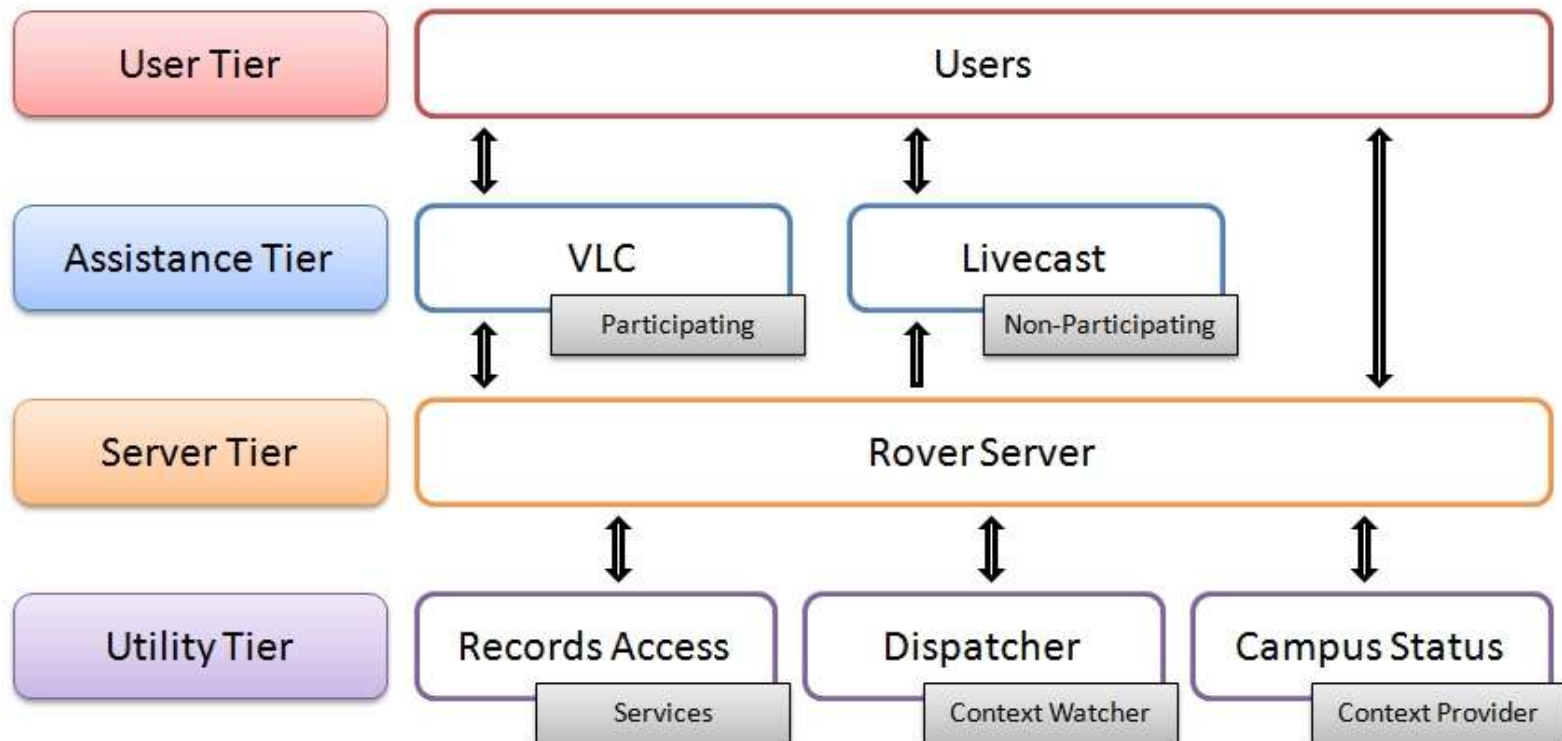 User Tier
Users
Assistance Tier
VLC
Livecast
Participating
Non-Participating
Server Tier
Rover Server
Utility Tier
Records Access
Dispatcher
Campus Status
Services
Context Watcher
Context Provider